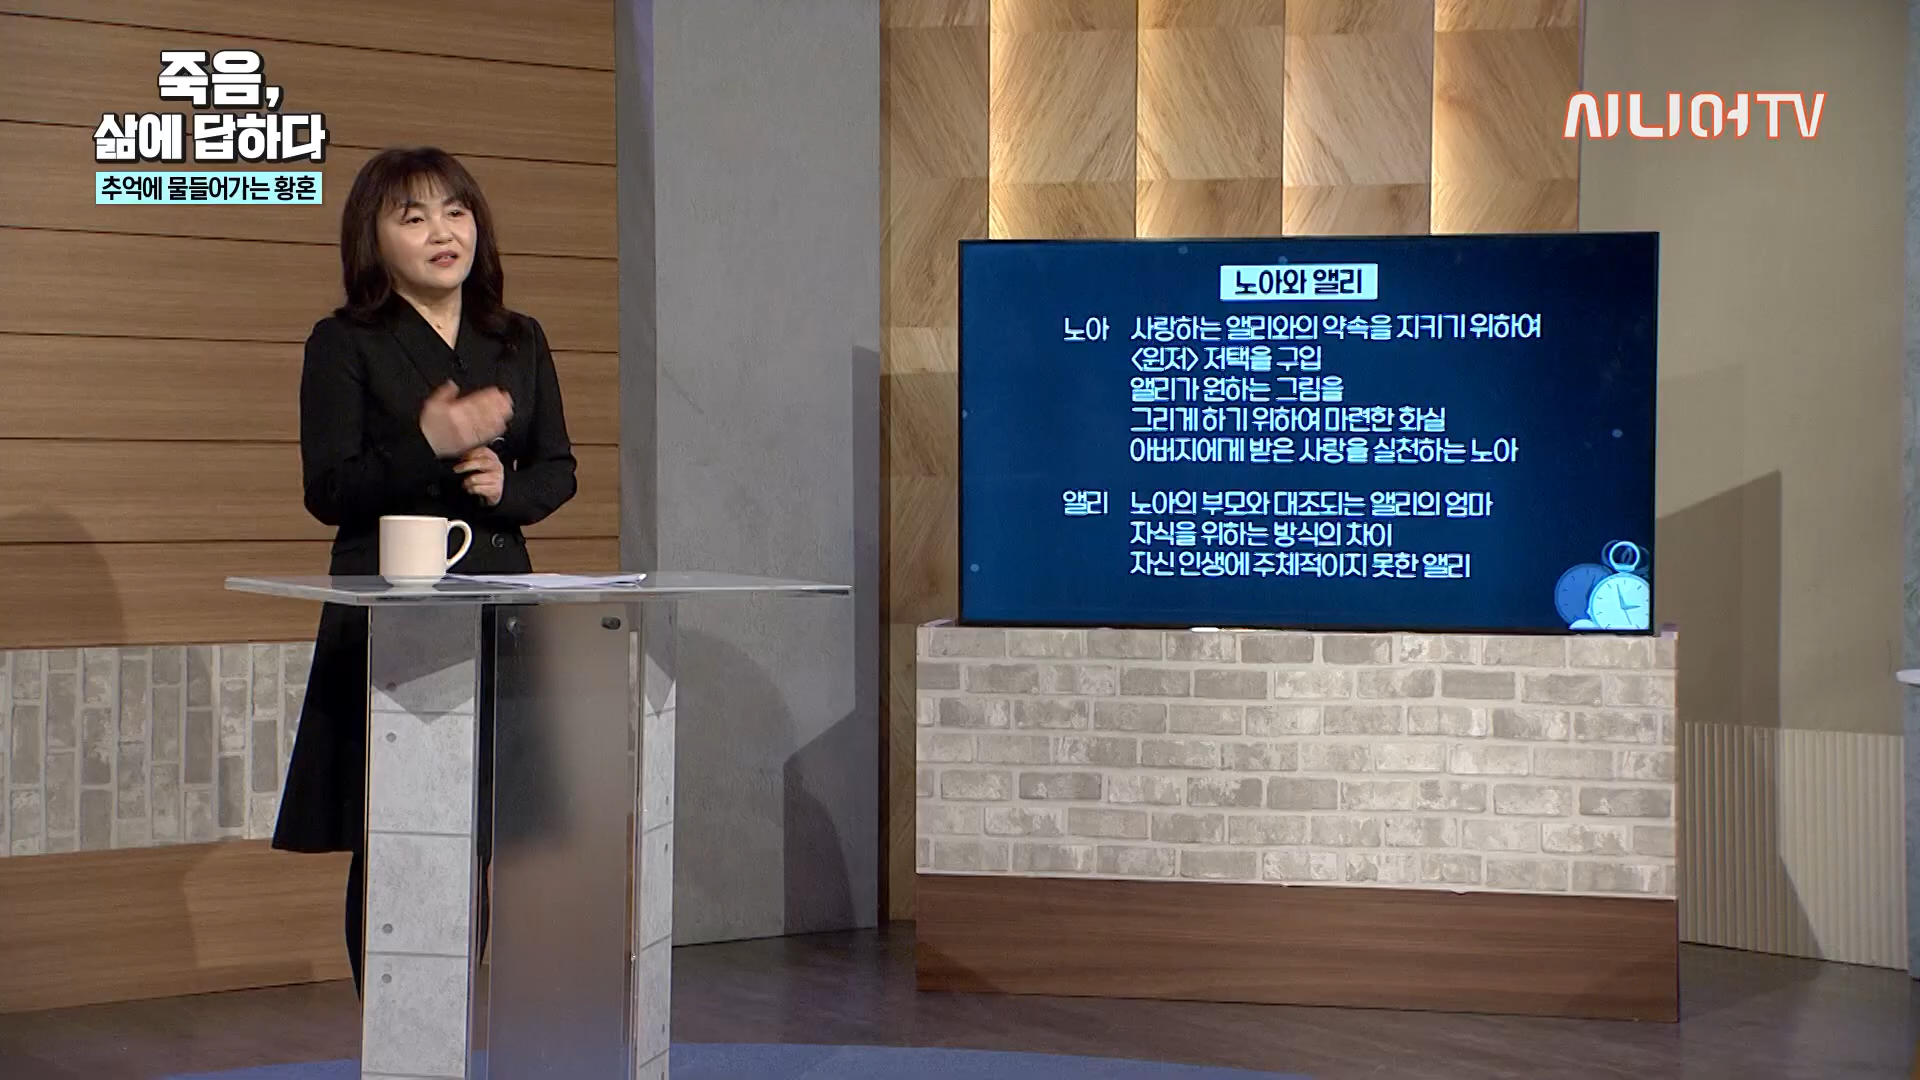 죽음,
삶에 답하다
추억에 물들어가는 황혼
시니어TV
노아와 앨리
노아 사랑하는 앨리와의 약속을 지키기 위하여
<윈저> 저택을 구입
앨리가 원하는 그림을
그리게 하기 위하여 마련한 화실
아버지에게 받은 사랑을 실천하는 노아
앨리 노아의 부모와 대조되는 앨리의 엄마
자식을 위하는 방식의 차이
자신 인생에 주체적이지 못한 앨리